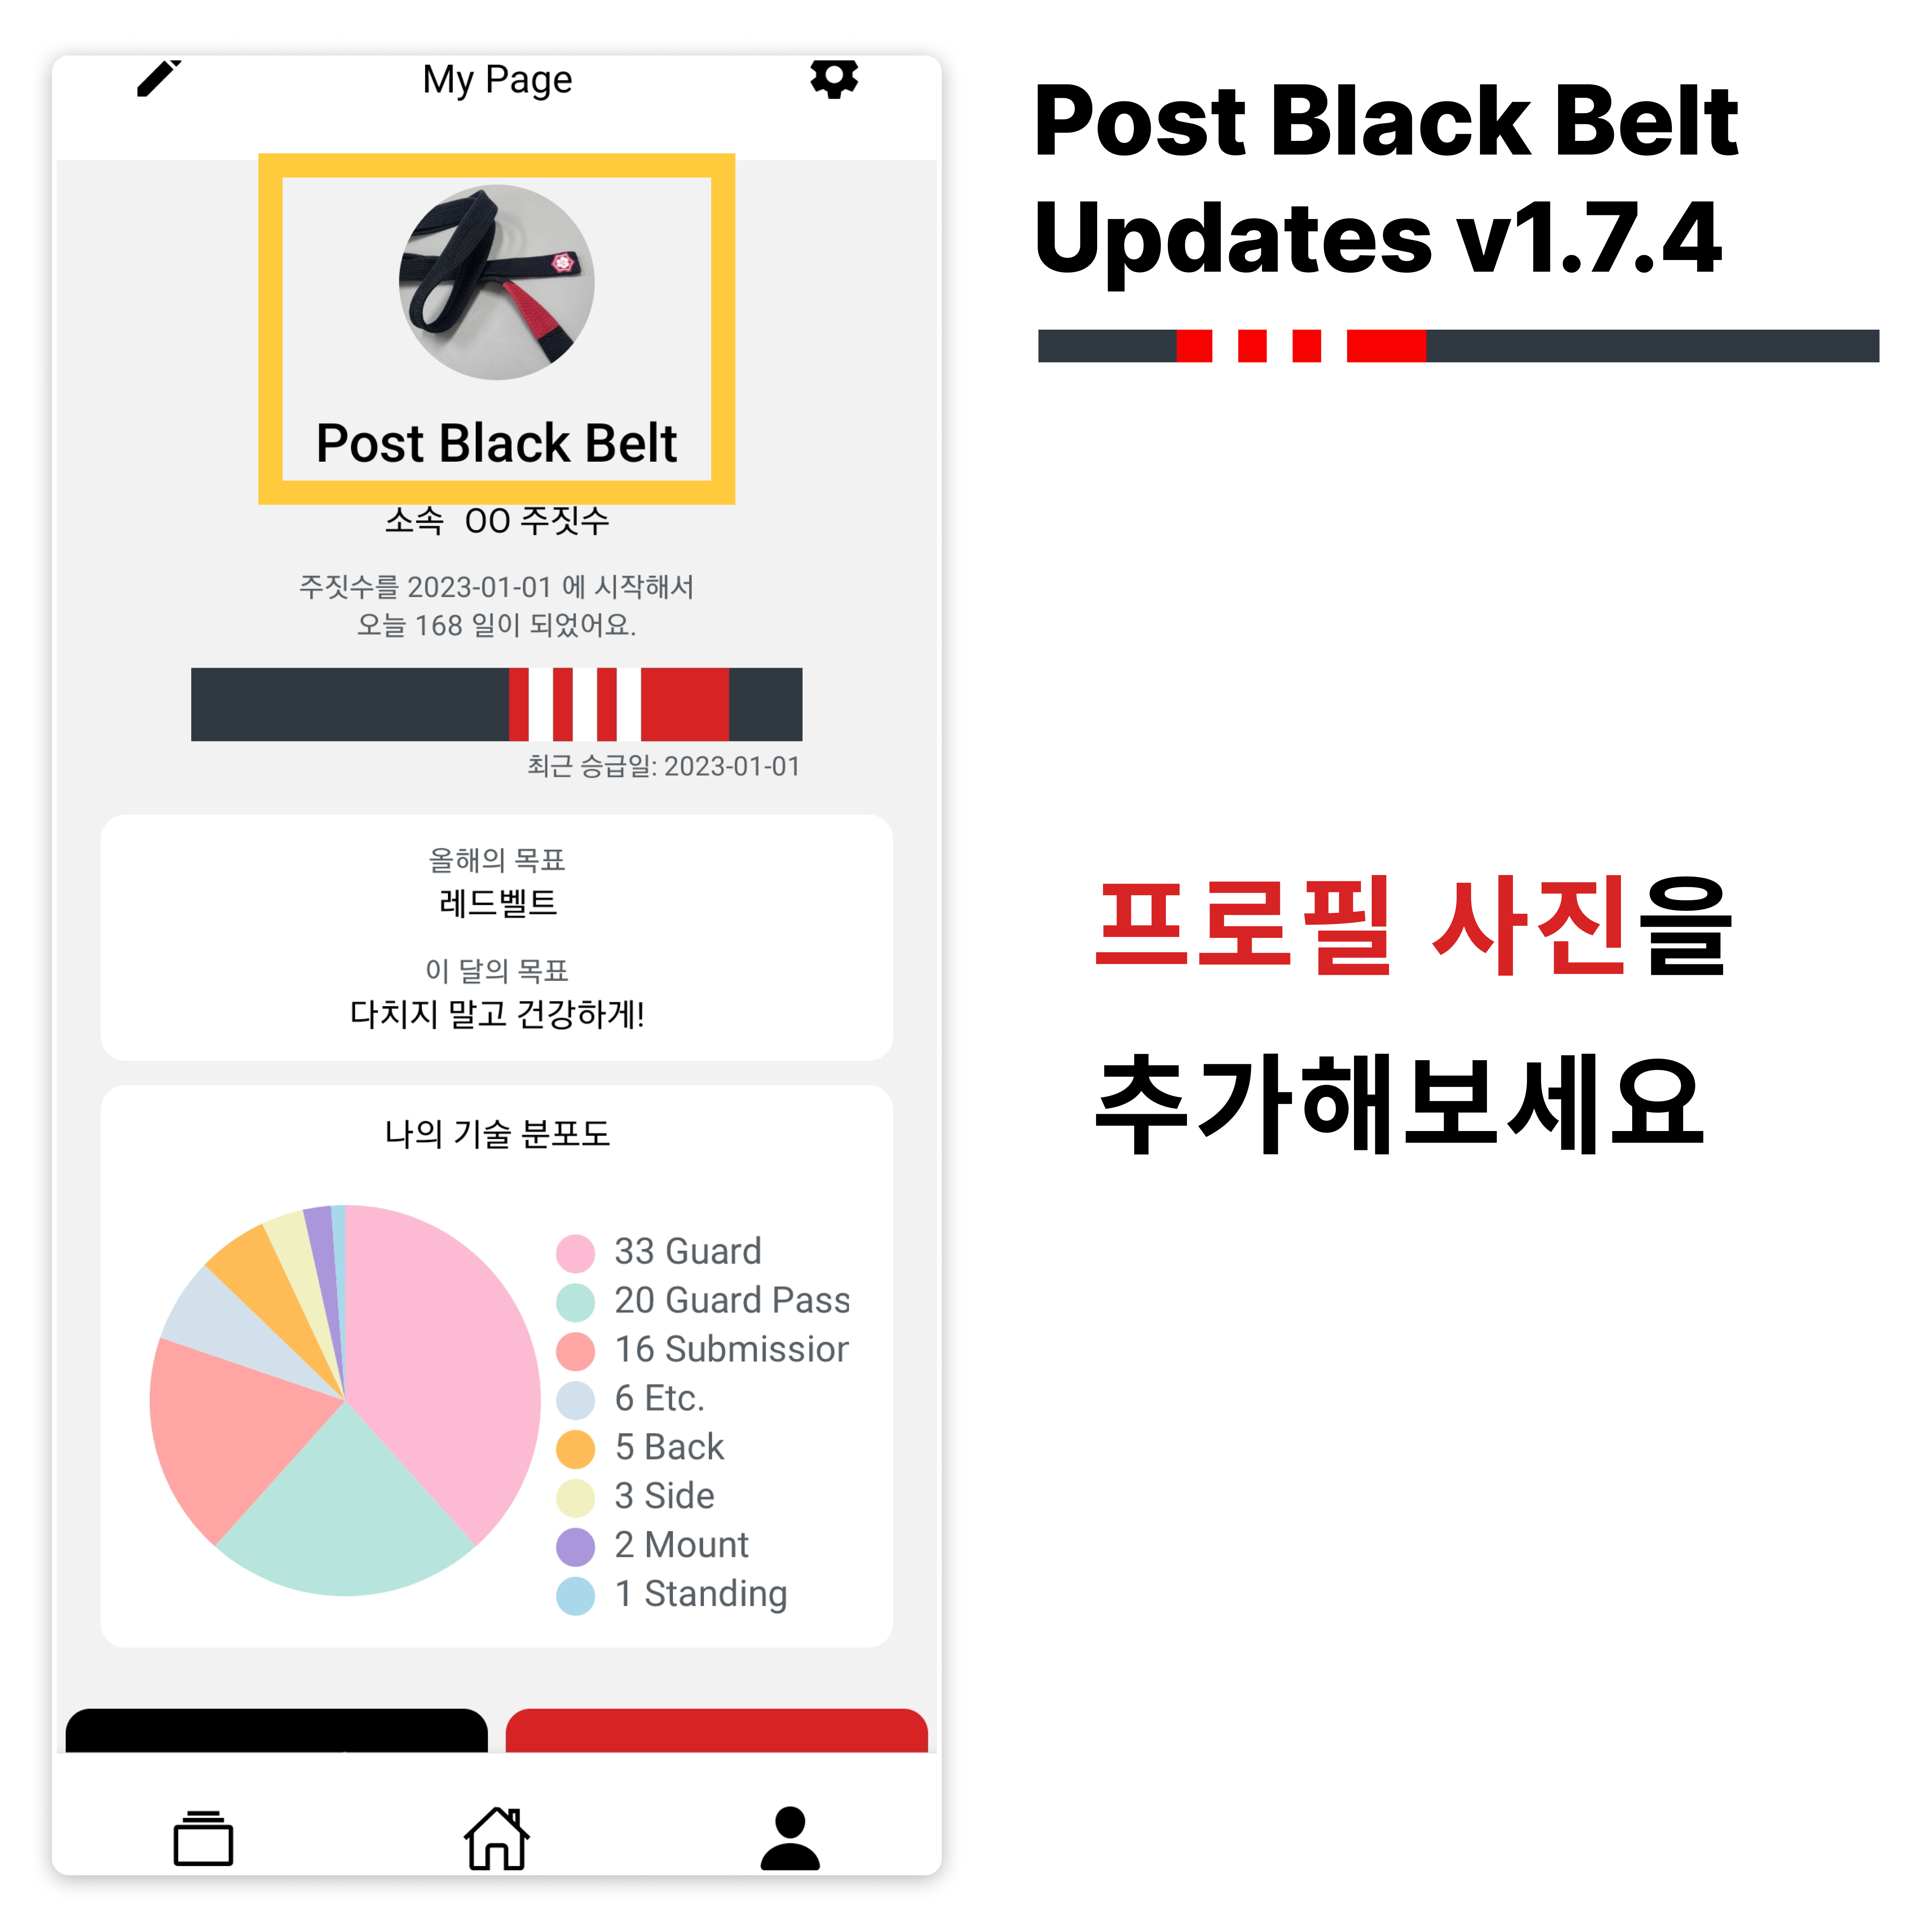 My Page
Post Black Belt
소속 OO 주짓수
주짓수를 2023-01-01 에 시작해서
오늘 168 일이 되었어요.
최근 승급일: 2023-01-01
올해의 목표
레드벨트
이 달의 목표
다치지 말고 건강하게!
나의 기술 분포도
33 Guard
20 Guard Pass
16 Submission
6 Etc.
5 Back
3 Side
2 Mount
1 Standing
Post Black Belt
Updates v1.7.4
프로필 사진을
추가해보세요